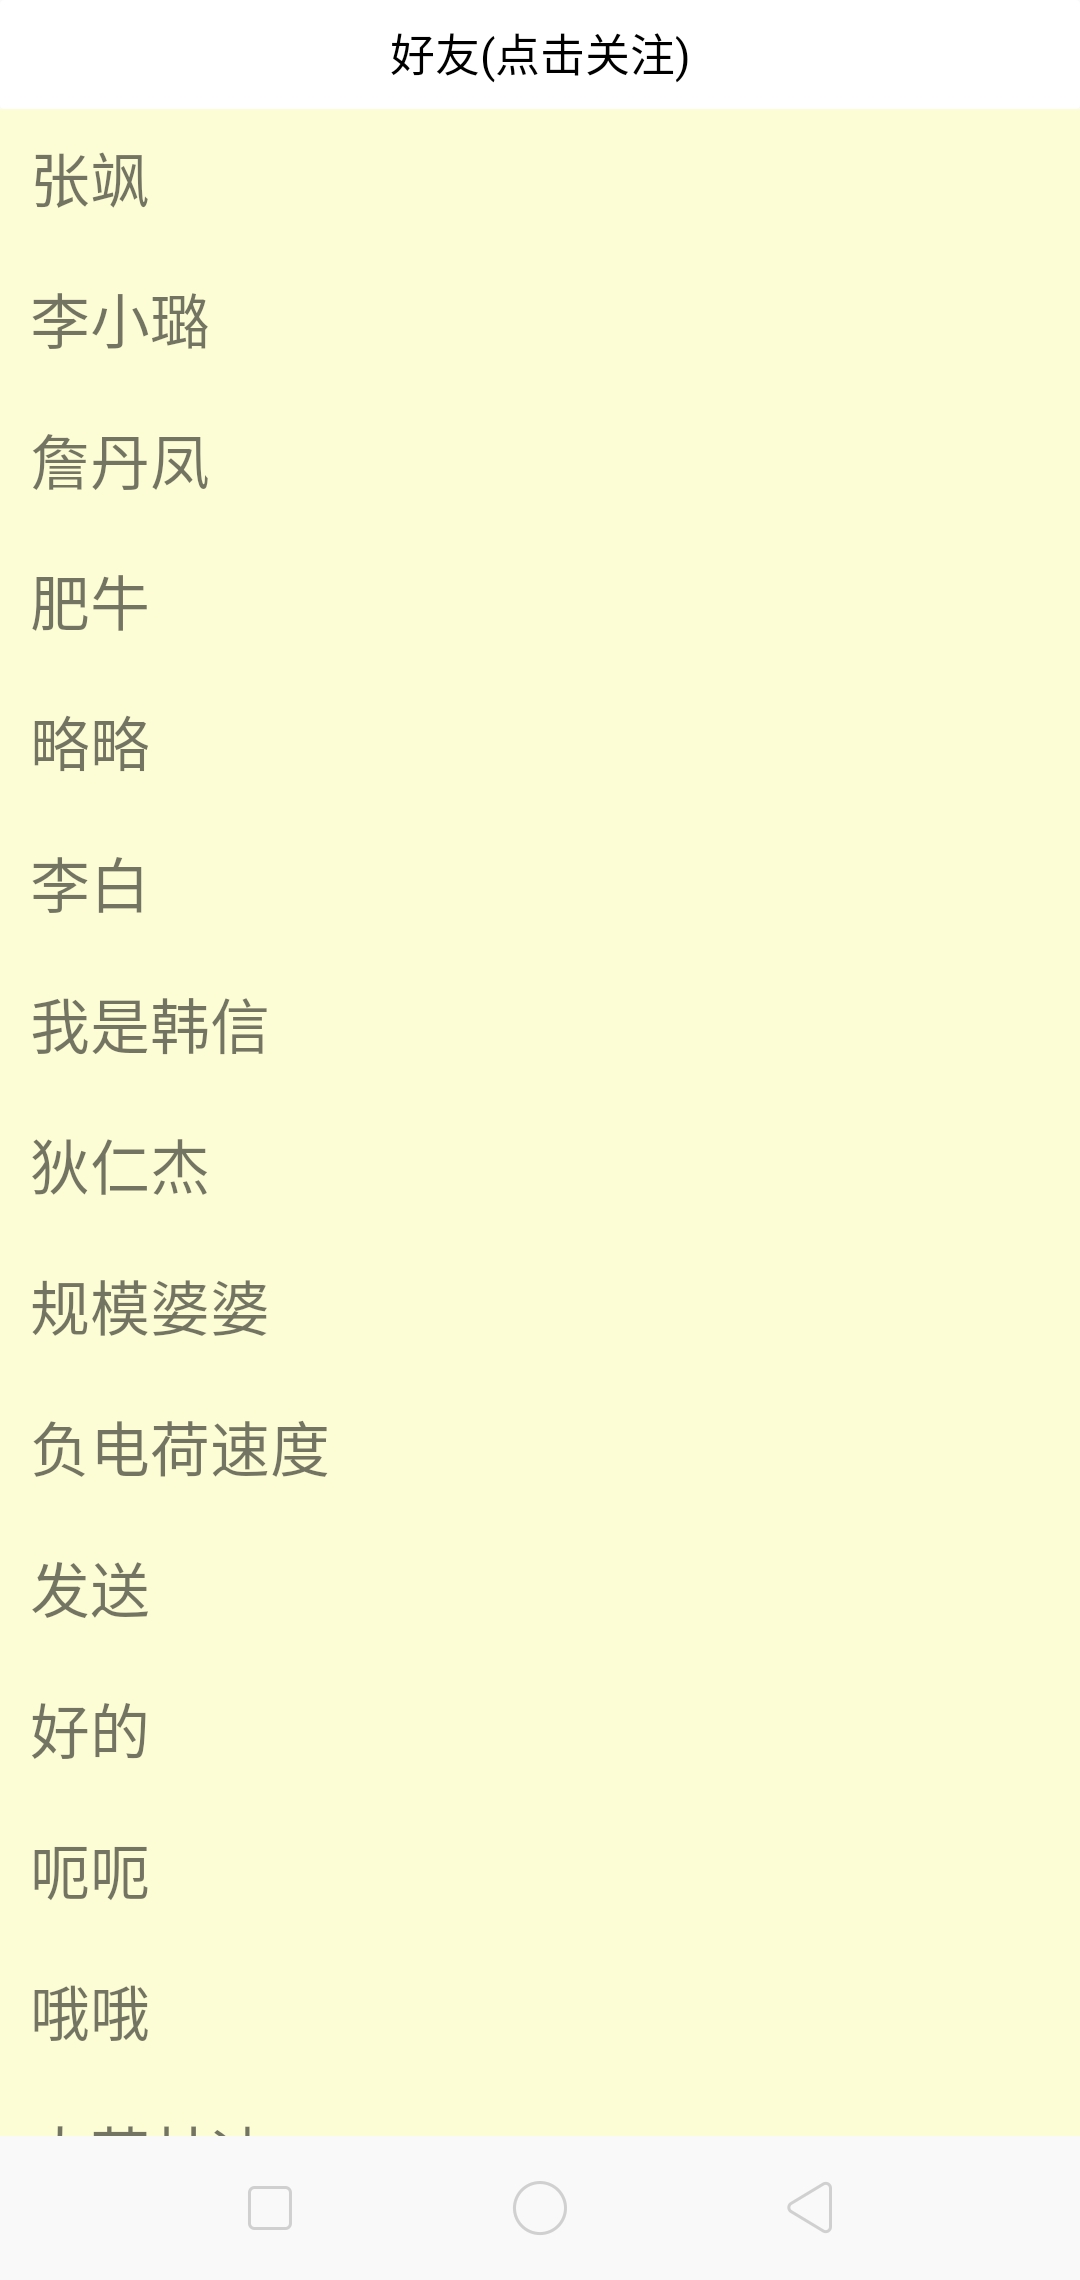 好友(点击关注)
张飒
李小璐
詹丹凤
肥牛
略略
李白
我是韩信
狄仁杰
规模婆婆
负电荷速度
发送
好的
呃呃
哦哦